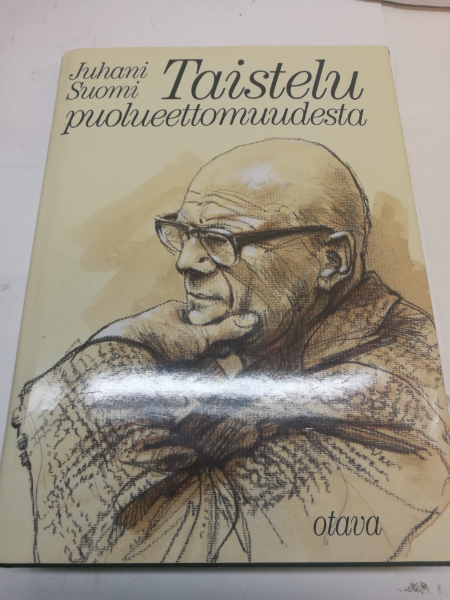 Juhani Suomi
Taistelu
puolueettomuudesta
otava